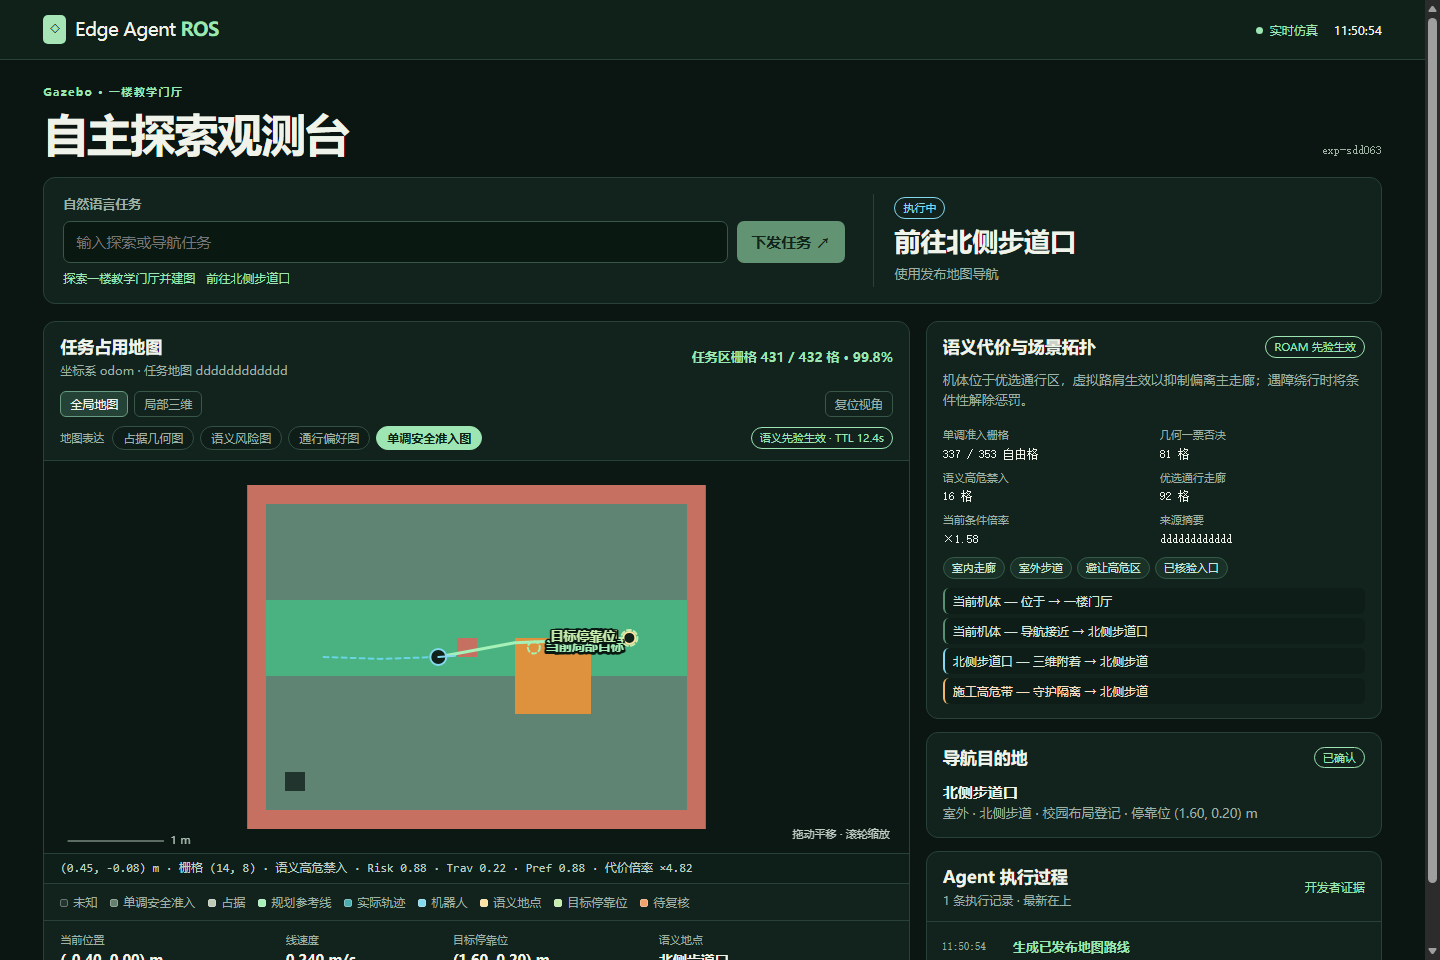 Edge Agent ROS
实时仿真 11:50:54
Gazebo • 一楼教学门厅
自主探索观测台
exp-sdd063
自然语言任务
输入探索或导航任务
下发任务 ↗
探索一楼教学门厅并建图 前往北侧步道口
执行中
前往北侧步道口
使用发布地图导航
任务占用地图
坐标系 odom · 任务地图 dddddddddddd
任务区栅格 431 / 432 格 • 99.8%
全局地图 局部三维
复位视角
地图表达 占据几何图 语义风险图 通行偏好图 单调安全准入图
语义先验生效 · TTL 12.4s
目标停靠位
当前局部目标
1 m
拖动平移 · 滚轮缩放
(0.45, -0.08) m · 栅格 (14, 8) · 语义高危禁入 · Risk 0.88 · Trav 0.22 · Pref 0.88 · 代价倍率 ×4.82
未知 单调安全准入 占据 规划参考线 实际轨迹 机器人 语义地点 目标停靠位 待复核
当前位置 线速度 目标停靠位 语义地点
(-0.40, 0.00) m 0.240 m/s (1.60, 0.20) m 北侧步道口
语义代价与场景拓扑
ROAM 先验生效
机体位于优选通行区，虚拟路肩生效以抑制偏离主走廊；遇障绕行时将条
件性解除惩罚。
单调准入栅格 几何一票否决
337 / 353 自由格 81 格
语义高危禁入 优选通行走廊
16 格 92 格
当前条件倍率 来源摘要
×1.58 dddddddddddd
室内走廊 室外步道 避让高危区 已核验入口
当前机体 — 位于 → 一楼门厅
当前机体 — 导航接近 → 北侧步道口
北侧步道口 — 三维附着 → 北侧步道
施工高危带 — 守护隔离 → 北侧步道
导航目的地
已确认
北侧步道口
室外 · 北侧步道 · 校园布局登记 · 停靠位 (1.60, 0.20) m
Agent 执行过程
1 条执行记录 · 最新在上
开发者证据
11:50:54 生成已发布地图路线